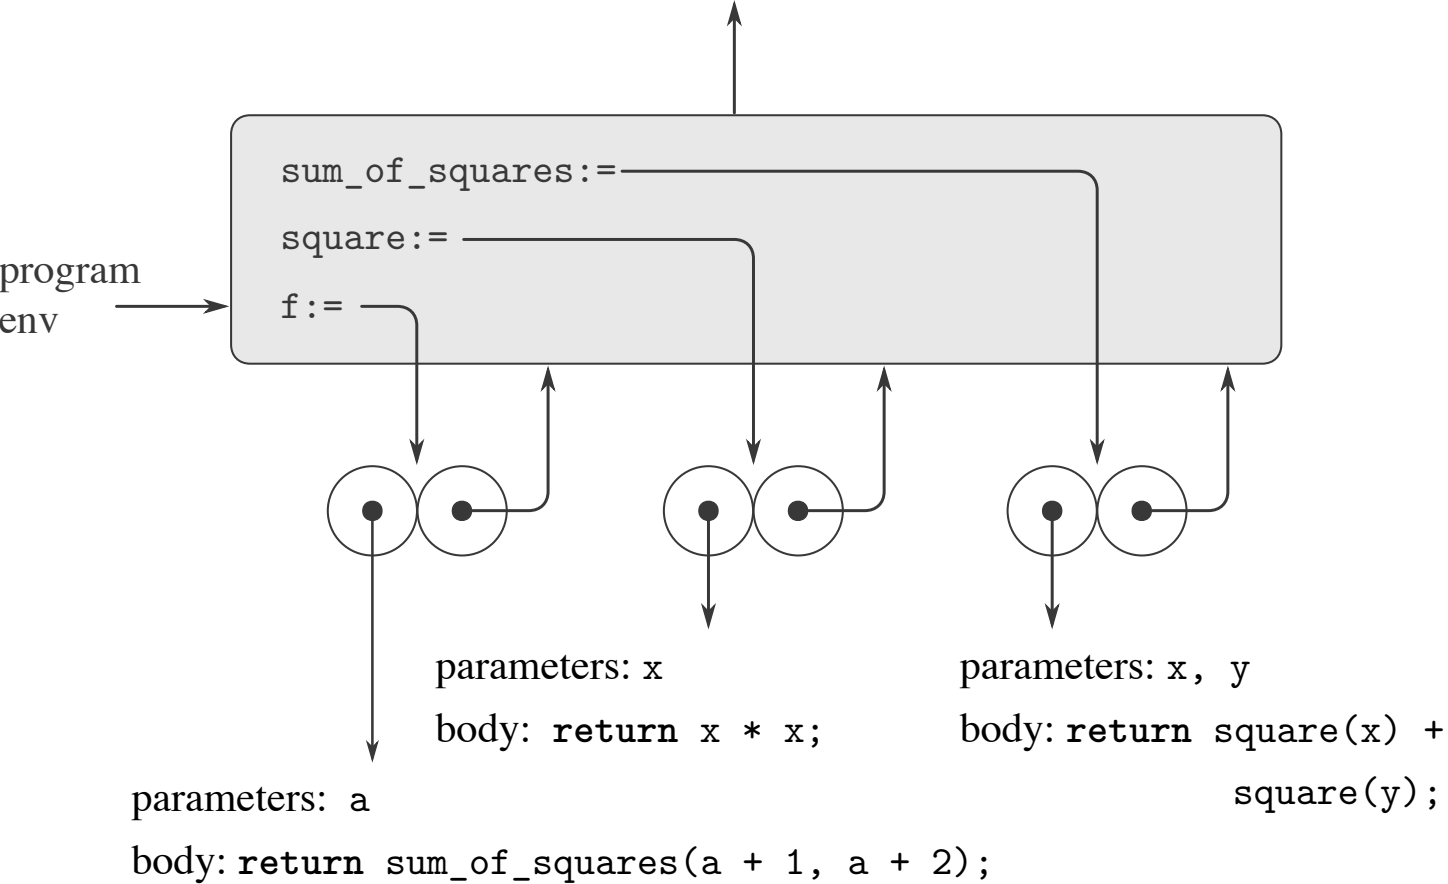 sum_of_squares:=
square:=
program
env
f:=
parameters: x
body: return x * x;
parameters: x, y
body: return square(x) +
square(y);
parameters: a
body: return sum_of_squares(a + 1, a + 2);